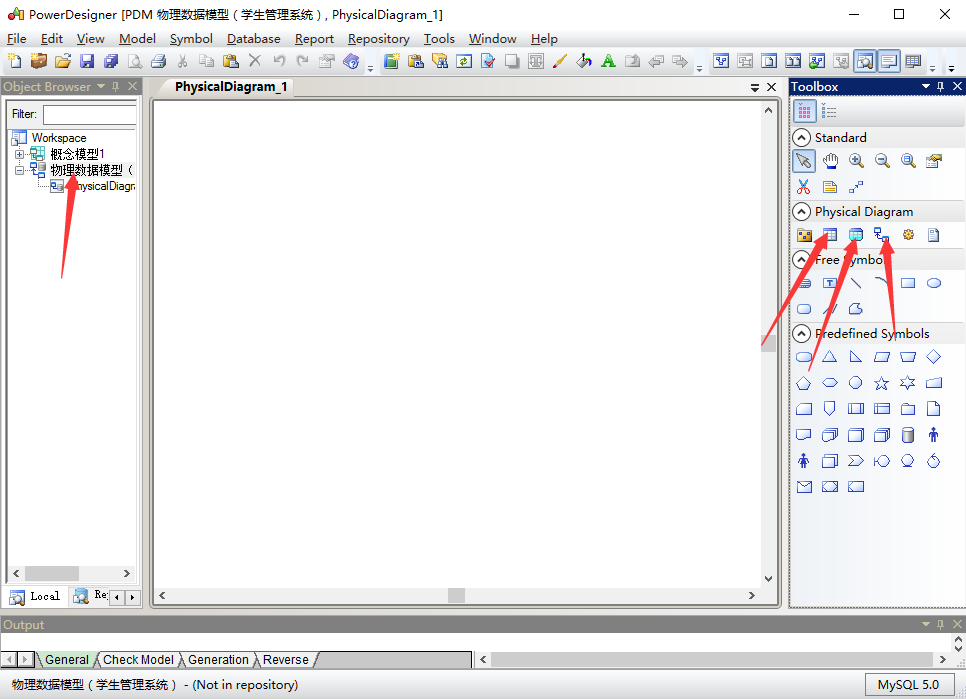 PowerDesigner [PDM 物理数据模型（学生管理系统）, PhysicalDiagram_1]
File Edit View Model Symbol Database Report Repository Tools Window Help
Object Browser
PhysicalDiagram_1
Toolbox
Filter:
Workspace
概念模型1
物理数据模型（
hysicalDiagra
Standard
Physical Diagram
Free Symbo
Predefined Symbols
Local
Re
Output
General
Check Model
Generation
Reverse
物理数据模型（学生管理系统） - (Not in repository)
MySQL 5.0